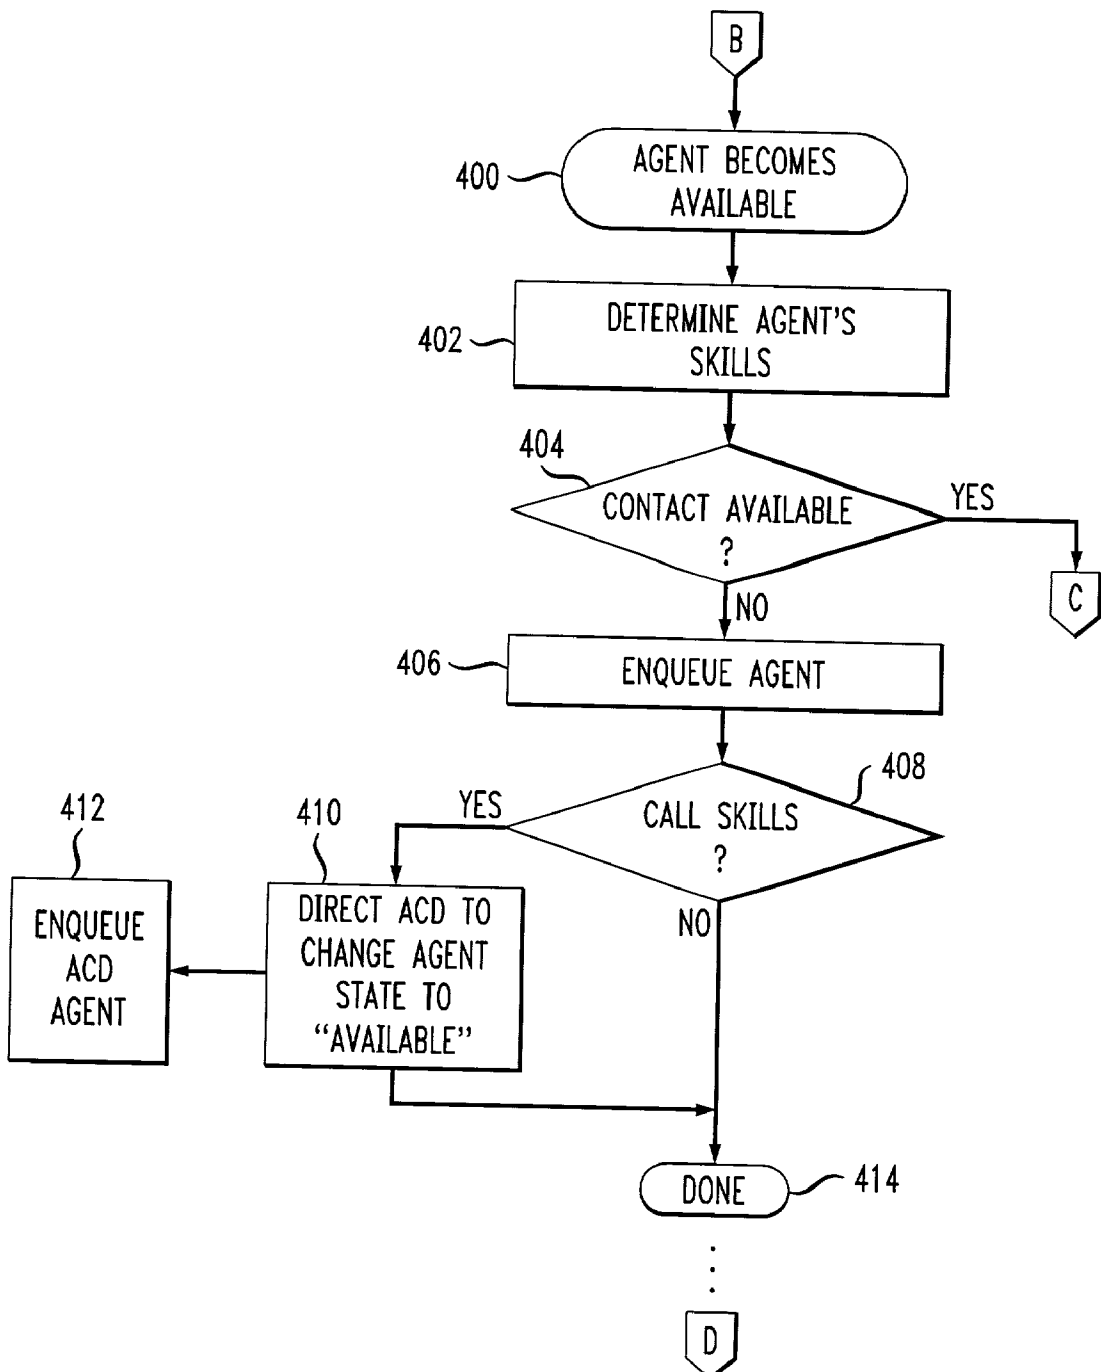 B
400
AGENT BECOMES
AVAILABLE
402
DETERMINE AGENT'S
SKILLS
404
CONTACT AVAILABLE
?
YES
C
NO
406
ENQUEUE AGENT
408
CALL SKILLS
?
YES
NO
410
DIRECT ACD TO
CHANGE AGENT
STATE TO
“AVAILABLE”
412
ENQUEUE
ACD
AGENT
DONE
414
D